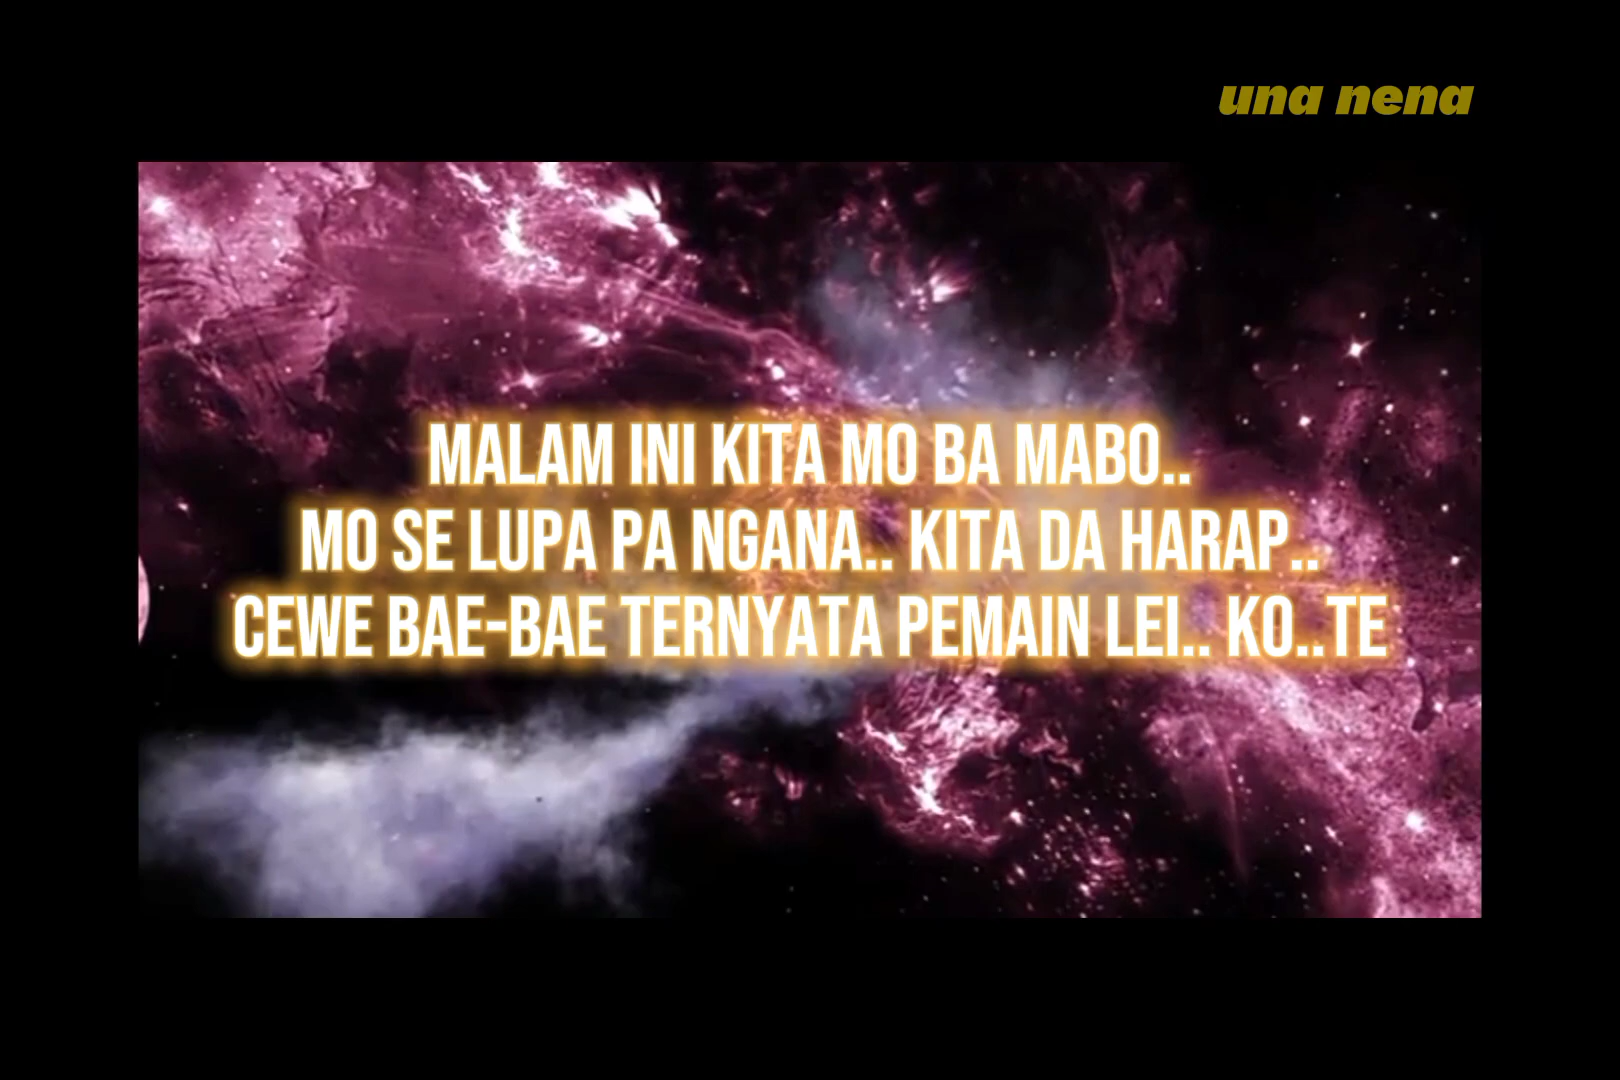 una nena
MALAM INI KITA MO BA MABO..
MO SE LUPA PA NGANA.. KITA DA HARAP..
CEWE BAE-BAE TERNYATA PEMAIN LEI.. KO..TE